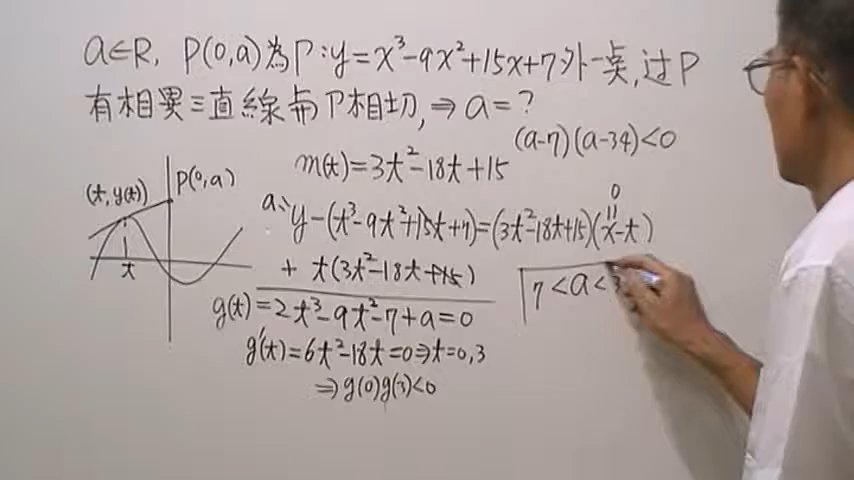 a∈R, P(0,a)為Γ:y=x³-9x²+15x+7外一点,过P
有相異三直線与Γ相切,⇒a=?
(a-7)(a-34)<0
m(t)=3t²-18t+15
(t,y(t)) P(0,a)
a:y-(t³-9t²+15t+7)=(3t²-18t+15)(x-t)
0
+ t(3t²-18t+15)
t
g(t)=2t³-9t²-7+a=0
7<a<3
g'(t)=6t²-18t=0⇒t=0,3
⇒g(0)g(3)<0